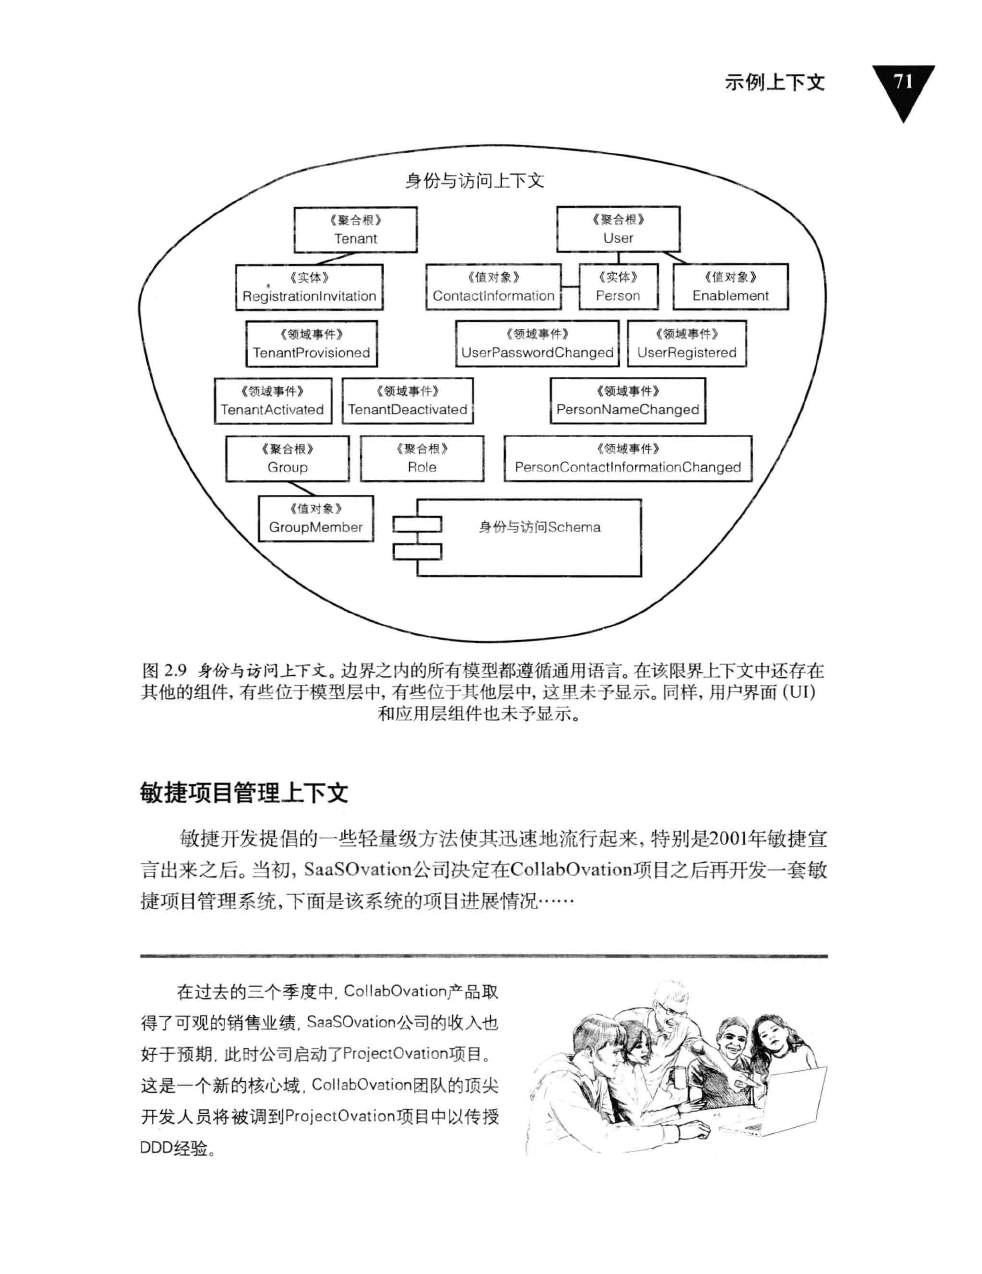 示例上下文
71
身份与访问上下文
《聚合根》
Tenant
《聚合根》
User
《实体》
RegistrationInvitation
《值对象》
ContactInformation
《实体》
Person
《值对象》
Enablement
《领域事件》
TenantProvisioned
《领域事件》
UserPasswordChanged
《领域事件》
UserRegistered
《领域事件》
TenantActivated
《领域事件》
TenantDeactivated
《领域事件》
PersonNameChanged
《聚合根》
Group
《聚合根》
Role
《领域事件》
PersonContactInformationChanged
《值对象》
GroupMember
身份与访问Schema
图 2.9 身份与访问上下文。边界之内的所有模型都遵循通用语言。在该限界上下文中还存在
其他的组件, 有些位于模型层中, 有些位于其他层中, 这里未予显示。同样, 用户界面 (UI)
和应用层组件也未予显示。
敏捷项目管理上下文
敏捷开发提倡的一些轻量级方法使其迅速地流行起来, 特别是2001年敏捷宣
言出来之后。当初, SaaSOvation公司决定在CollabOvation项目之后再开发一套敏
捷项目管理系统, 下面是该系统的项目进展情况……
在过去的三个季度中, CollabOvation产品取
得了可观的销售业绩, SaaSOvation公司的收入也
好于预期, 此时公司启动了ProjectOvation项目。
这是一个新的核心域, CollabOvation团队的顶尖
开发人员将被调到ProjectOvation项目中以传授
DDD经验。